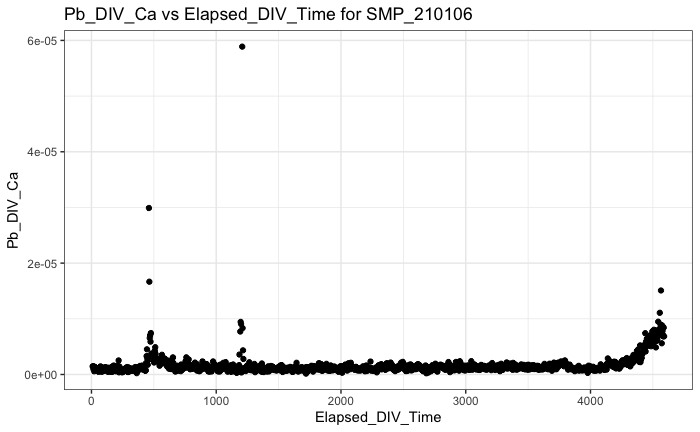 Pb_DIV_Ca vs Elapsed_DIV_Time for SMP_210106
6e-05
4e-05
2e-05
0e+00
Pb_DIV_Ca
0 1000 2000 3000 4000
Elapsed_DIV_Time